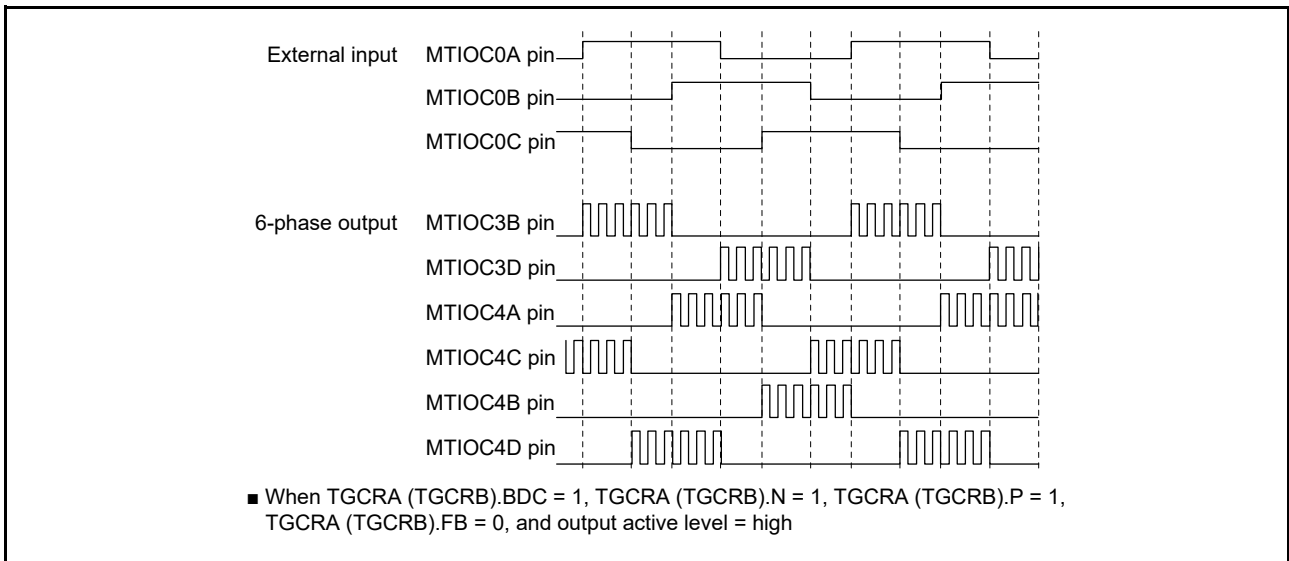 External input MTIOC0A pin
MTIOC0B pin
MTIOC0C pin
6-phase output MTIOC3B pin
MTIOC3D pin
MTIOC4A pin
MTIOC4C pin
MTIOC4B pin
MTIOC4D pin
■ When TGCRA (TGCRB).BDC = 1, TGCRA (TGCRB).N = 1, TGCRA (TGCRB).P = 1,
TGCRA (TGCRB).FB = 0, and output active level = high